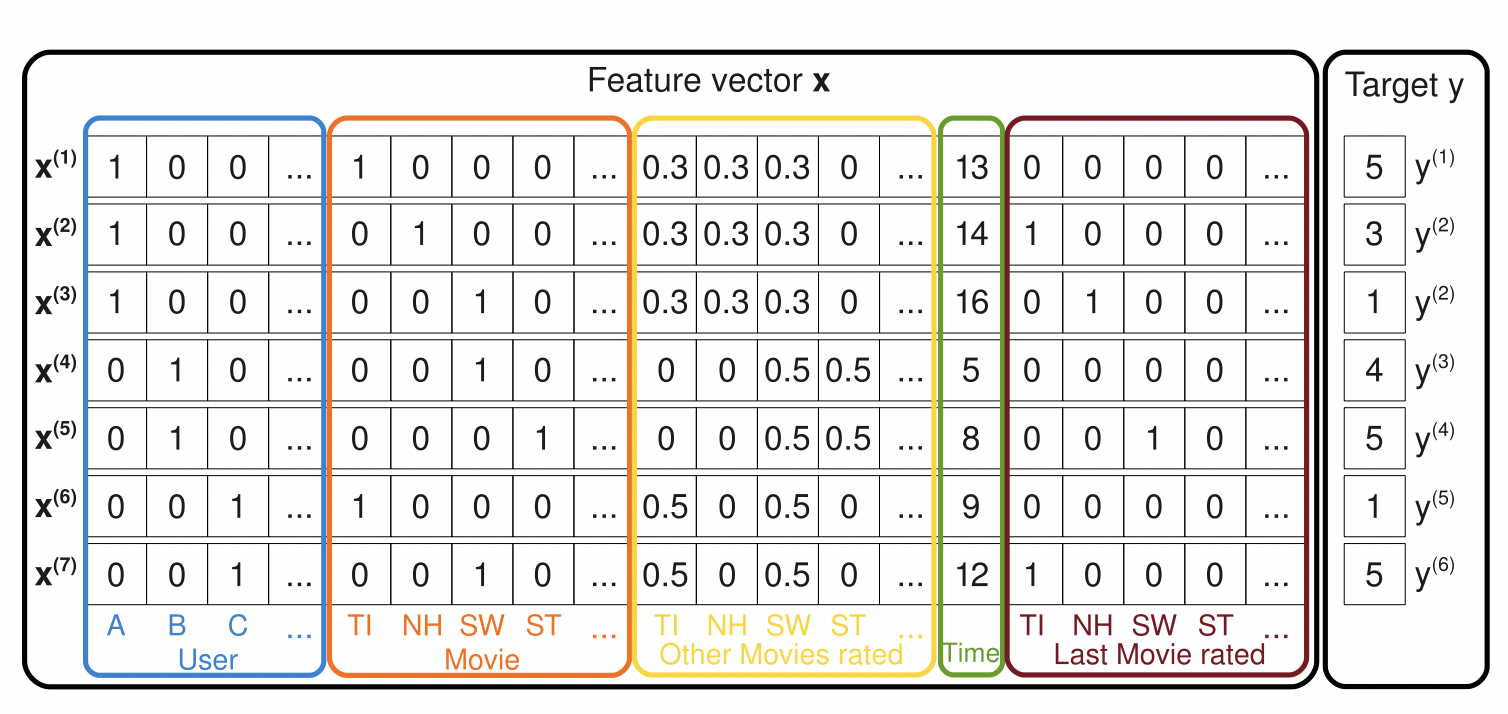 Feature vector x Target y
x(1) 1 0 0 ... 1 0 0 0 ... 0.3 0.3 0.3 0 ... 13 0 0 0 0 ... 5 y(1)
x(2) 1 0 0 ... 0 1 0 0 ... 0.3 0.3 0.3 0 ... 14 1 0 0 0 ... 3 y(2)
x(3) 1 0 0 ... 0 0 1 0 ... 0.3 0.3 0.3 0 ... 16 0 1 0 0 ... 1 y(2)
x(4) 0 1 0 ... 0 0 1 0 ... 0 0 0.5 0.5 ... 5 0 0 0 0 ... 4 y(3)
x(5) 0 1 0 ... 0 0 0 1 ... 0 0 0.5 0.5 ... 8 0 0 1 0 ... 5 y(4)
x(6) 0 0 1 ... 1 0 0 0 ... 0.5 0 0.5 0 ... 9 0 0 0 0 ... 1 y(5)
x(7) 0 0 1 ... 0 0 1 0 ... 0.5 0 0.5 0 ... 12 1 0 0 0 ... 5 y(6)
A B C ... TI NH SW ST ... TI NH SW ST ... TI NH SW ST ...
User Movie Other Movies rated Time Last Movie rated